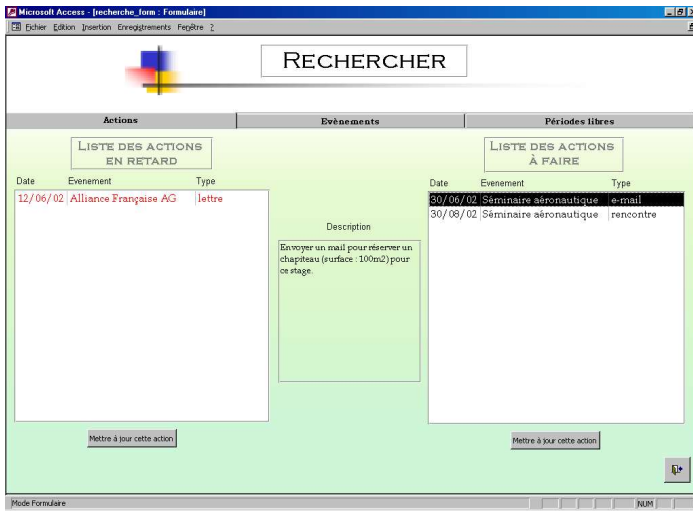 Microsoft Access - [recherche_form : Formulaire]
Fichier Edition Insertion Enregistrements Fenêtre ?
RECHERCHER
Actions Evènements Périodes libres
LISTE DES ACTIONS
EN RETARD
Date Evenement Type
12/06/02 Alliance Française AG lettre
Description
Envoyer un mail pour réserver un
chapiteau (surface : 100m2) pour
ce stage.
LISTE DES ACTIONS
À FAIRE
Date Evenement Type
30/06/02 Séminaire aéronautique e-mail
30/08/02 Séminaire aéronautique rencontre
Mettre à jour cette action
Mettre à jour cette action
Mode Formulaire NUM